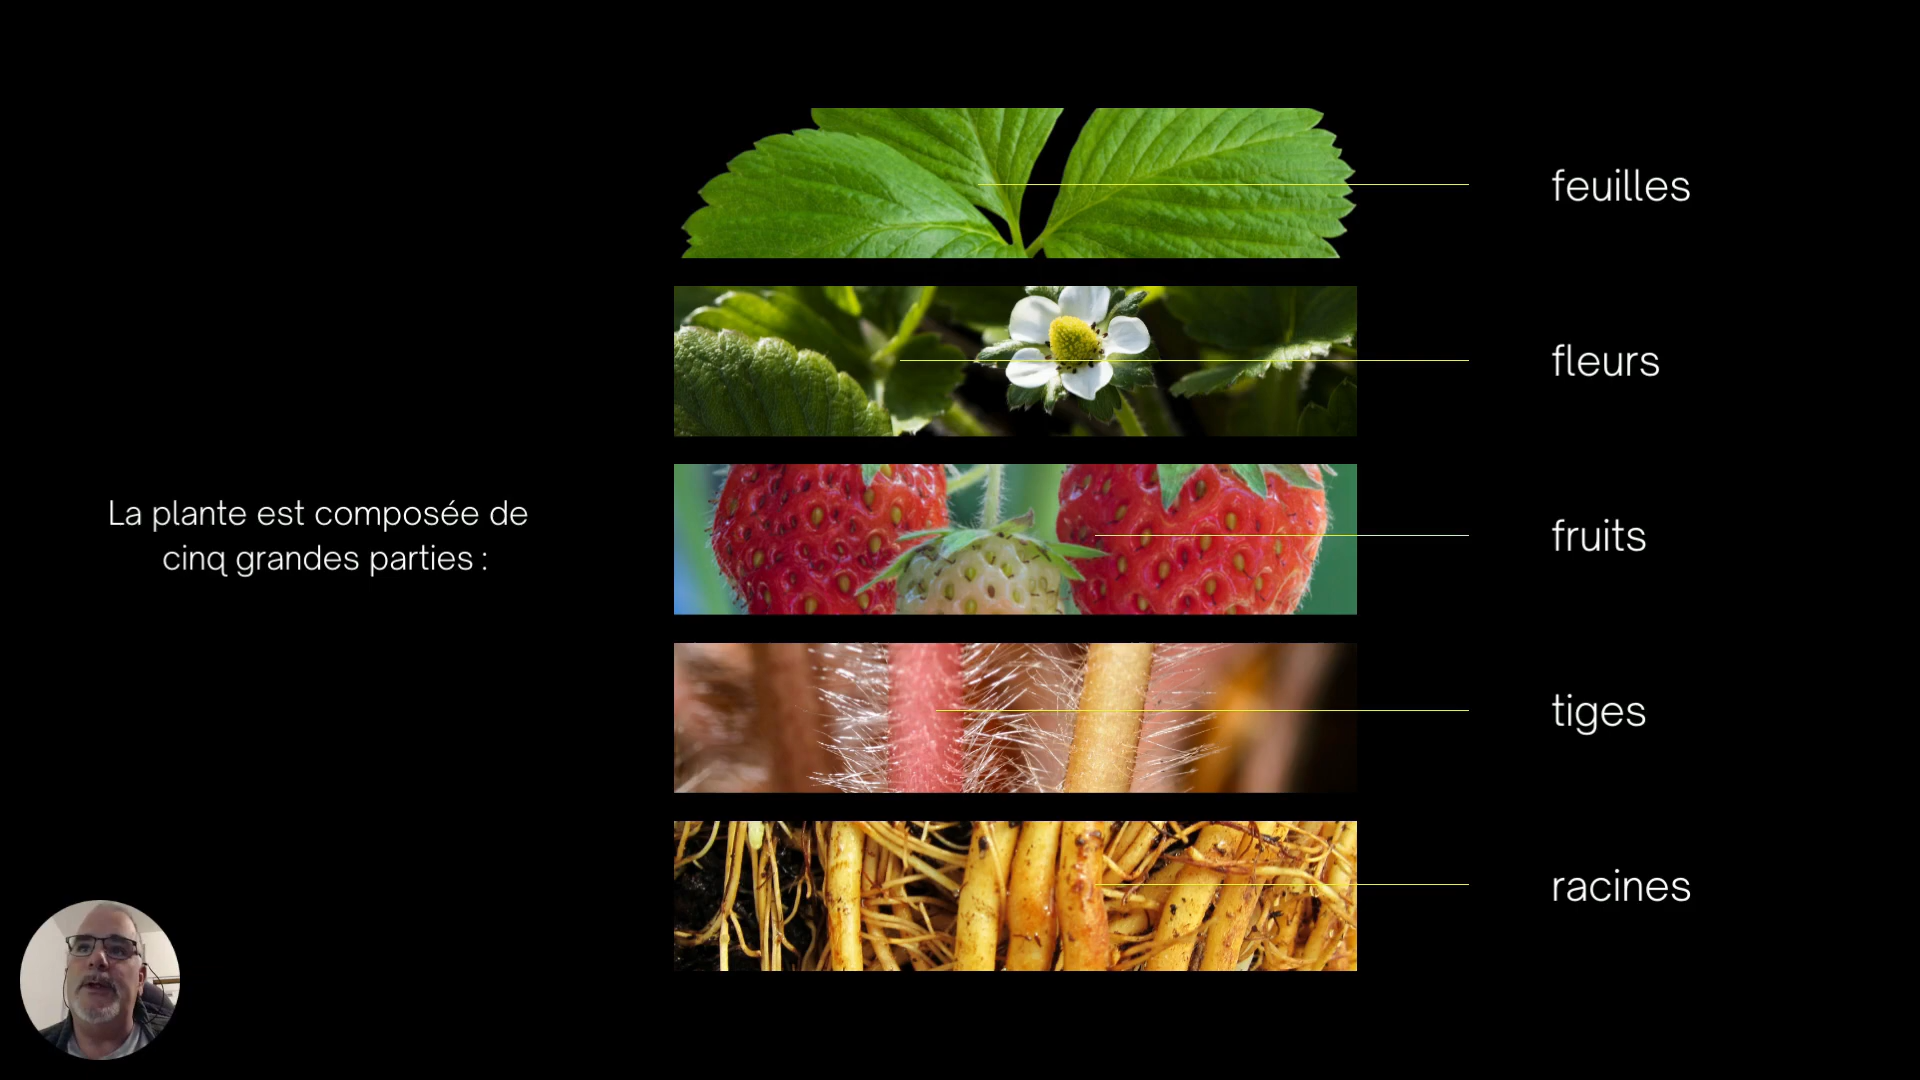 La plante est composée de
cinq grandes parties :
feuilles
fleurs
fruits
tiges
racines